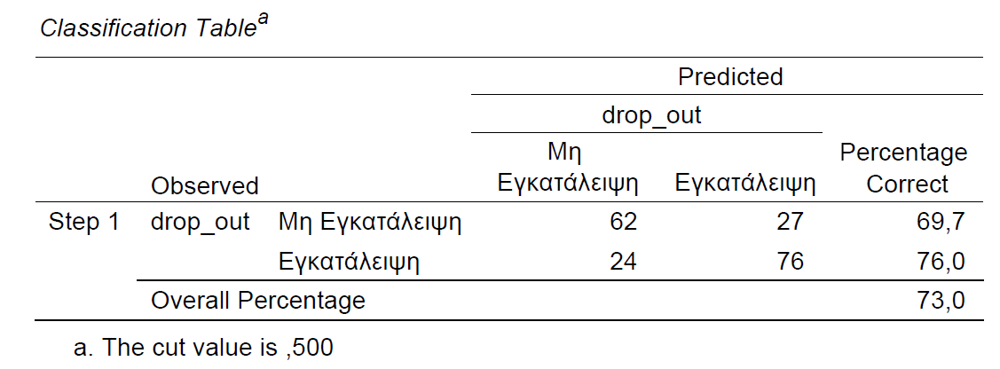 Classification Tableᵃ
Predicted
drop_out
Μη Εγκατάλειψη Εγκατάλειψη Percentage Correct
Observed
Step 1 drop_out Μη Εγκατάλειψη 62 27 69,7
Εγκατάλειψη 24 76 76,0
Overall Percentage 73,0
a. The cut value is ,500